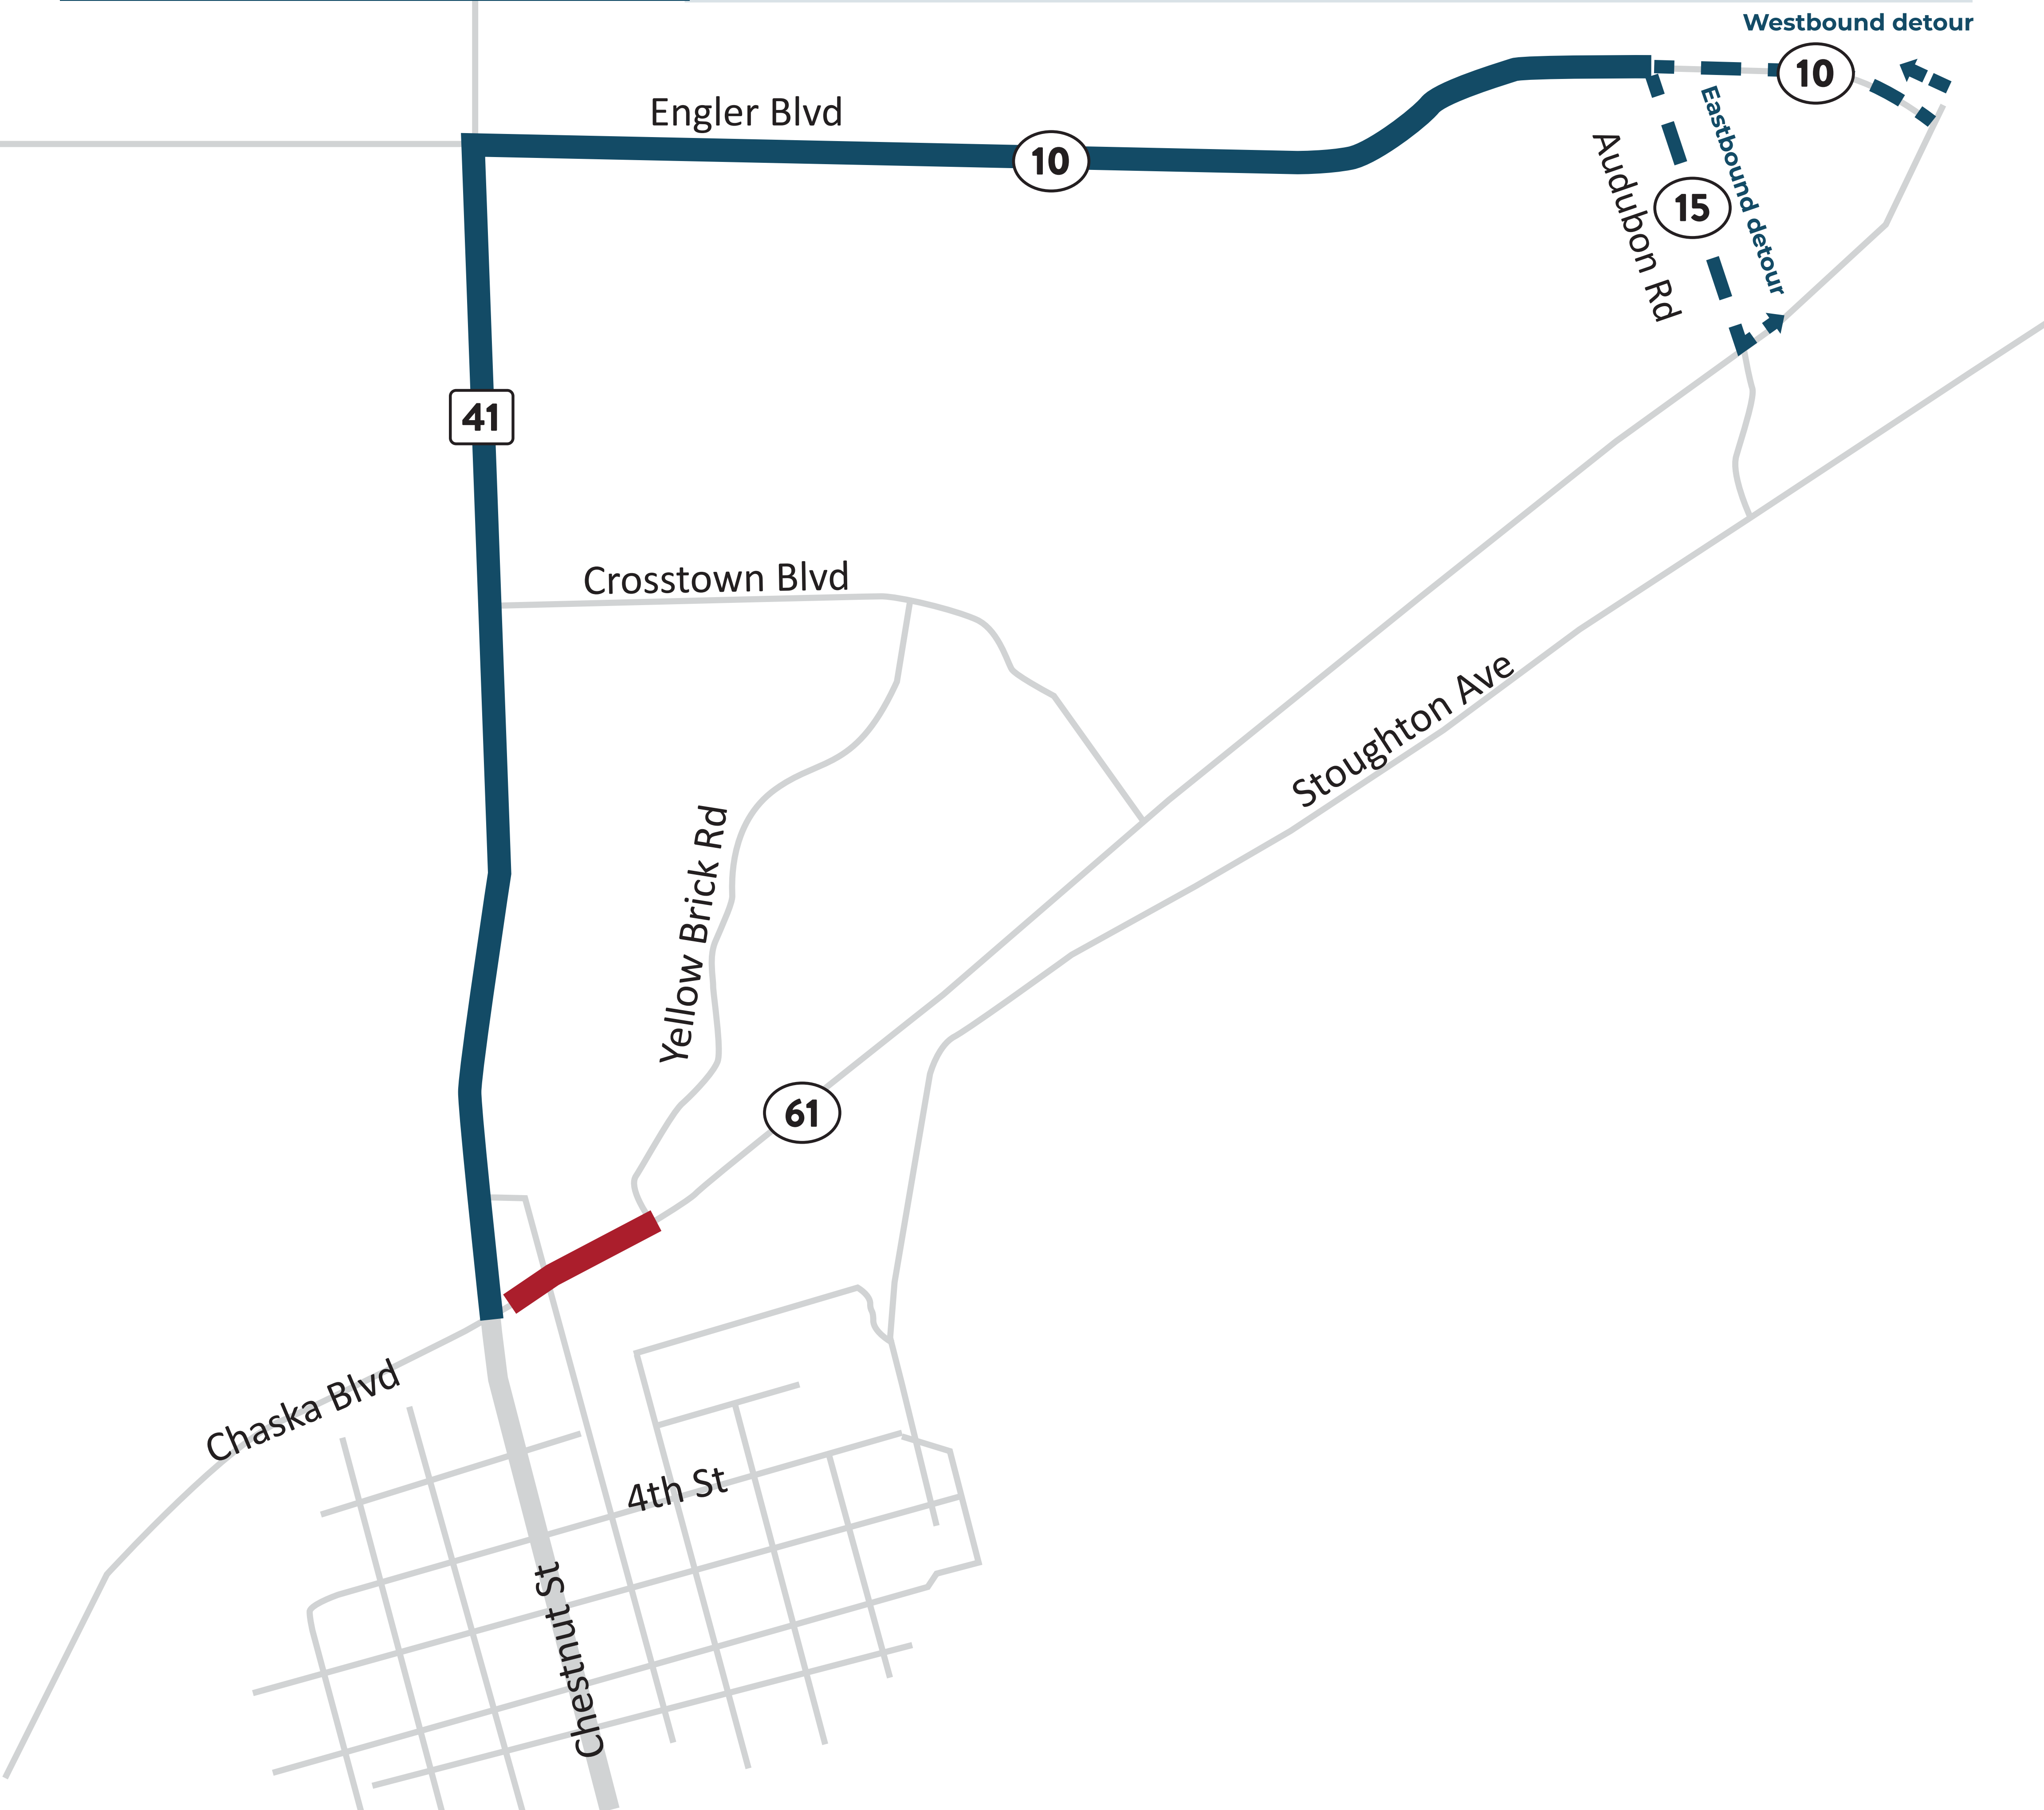 Westbound detour
10
Engler Blvd
10
Eastbound detour
Audubon Rd
15
41
Crosstown Blvd
Stoughton Ave
Yellow Brick Rd
61
Chaska Blvd
4th St
Chestnut St